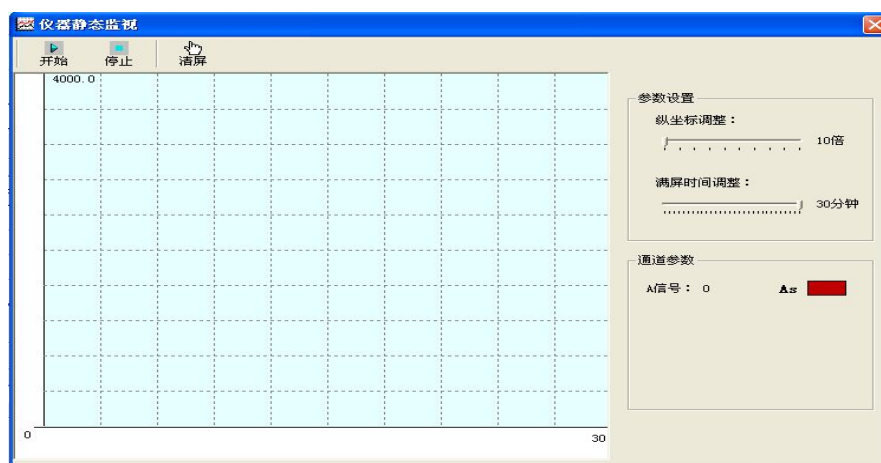 仪器静态监视
开始 停止 清屏
4000.0
0
30
参数设置
纵坐标调整：
10倍
满屏时间调整：
30分钟
通道参数
A信号： 0 As